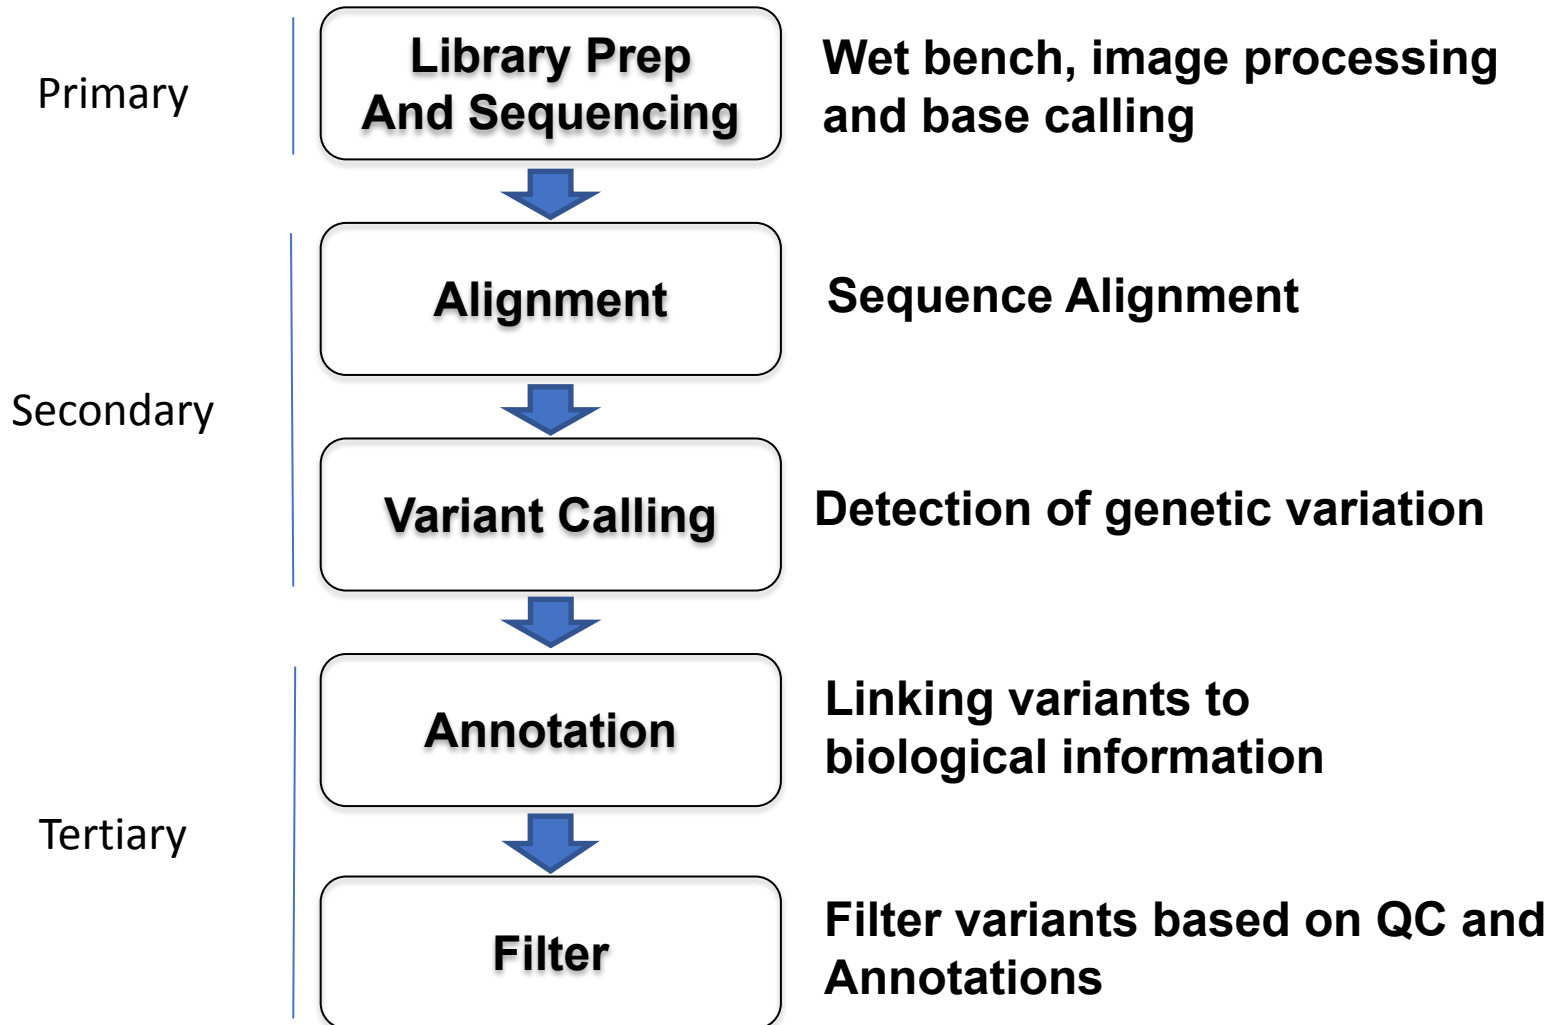 Primary
Library Prep
And Sequencing
Wet bench, image processing
and base calling
Secondary
Alignment
Sequence Alignment
Variant Calling
Detection of genetic variation
Tertiary
Annotation
Linking variants to
biological information
Filter
Filter variants based on QC and
Annotations